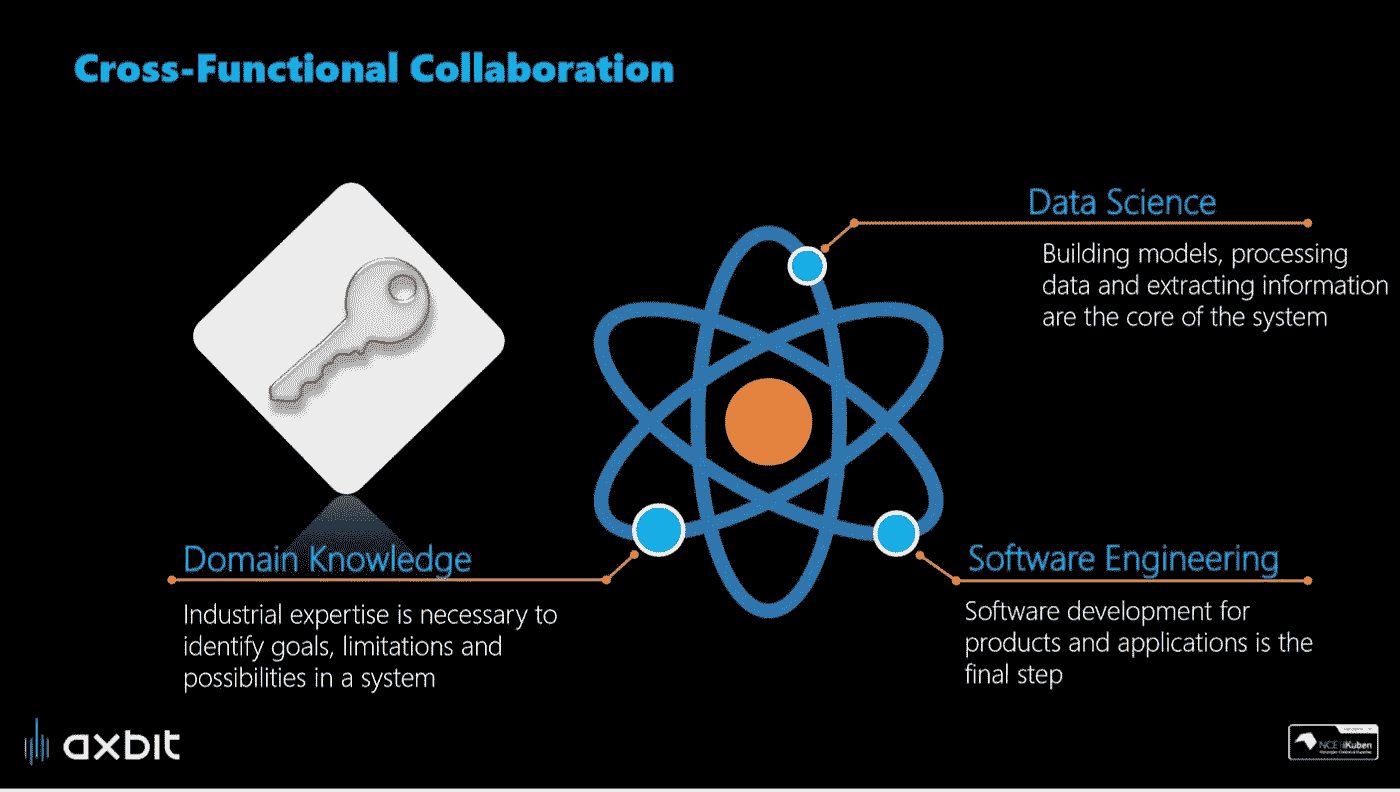 Cross-Functional Collaboration
Data Science
Building models, processing
data and extracting information
are the core of the system
Domain Knowledge
Industrial expertise is necessary to
identify goals, limitations and
possibilities in a system
Software Engineering
Software development for
products and applications is the
final step
axbit
NCE iKuben